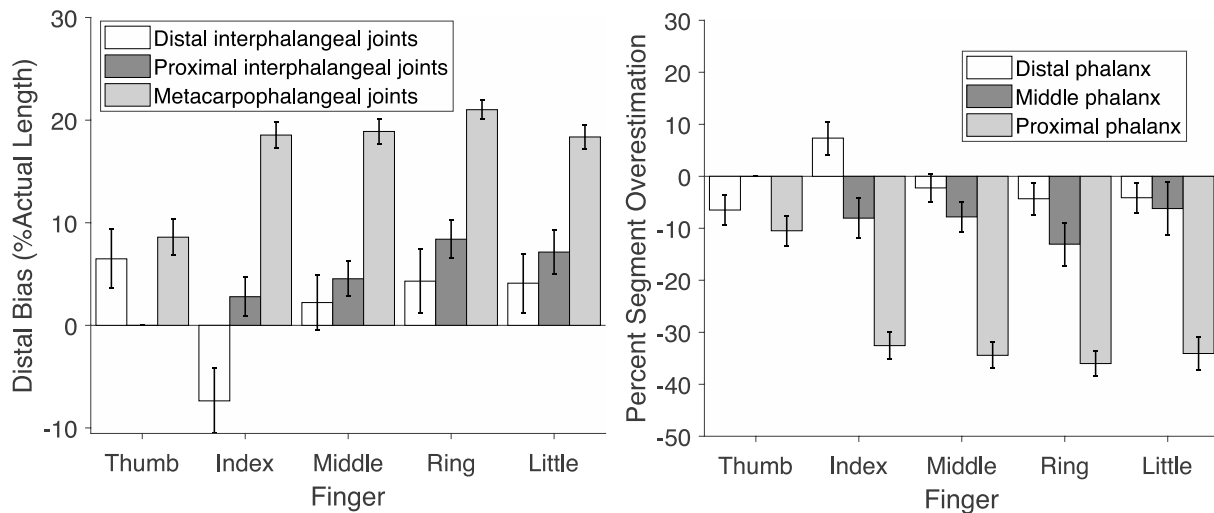 30
20
10
0
-10
Distal Bias (%Actual Length)
Distal interphalangeal joints
Proximal interphalangeal joints
Metacarpophalangeal joints
Thumb Index Middle Ring Little
Finger
30
20
10
0
-10
-20
-30
-40
-50
Percent Segment Overestimation
Distal phalanx
Middle phalanx
Proximal phalanx
Thumb Index Middle Ring Little
Finger